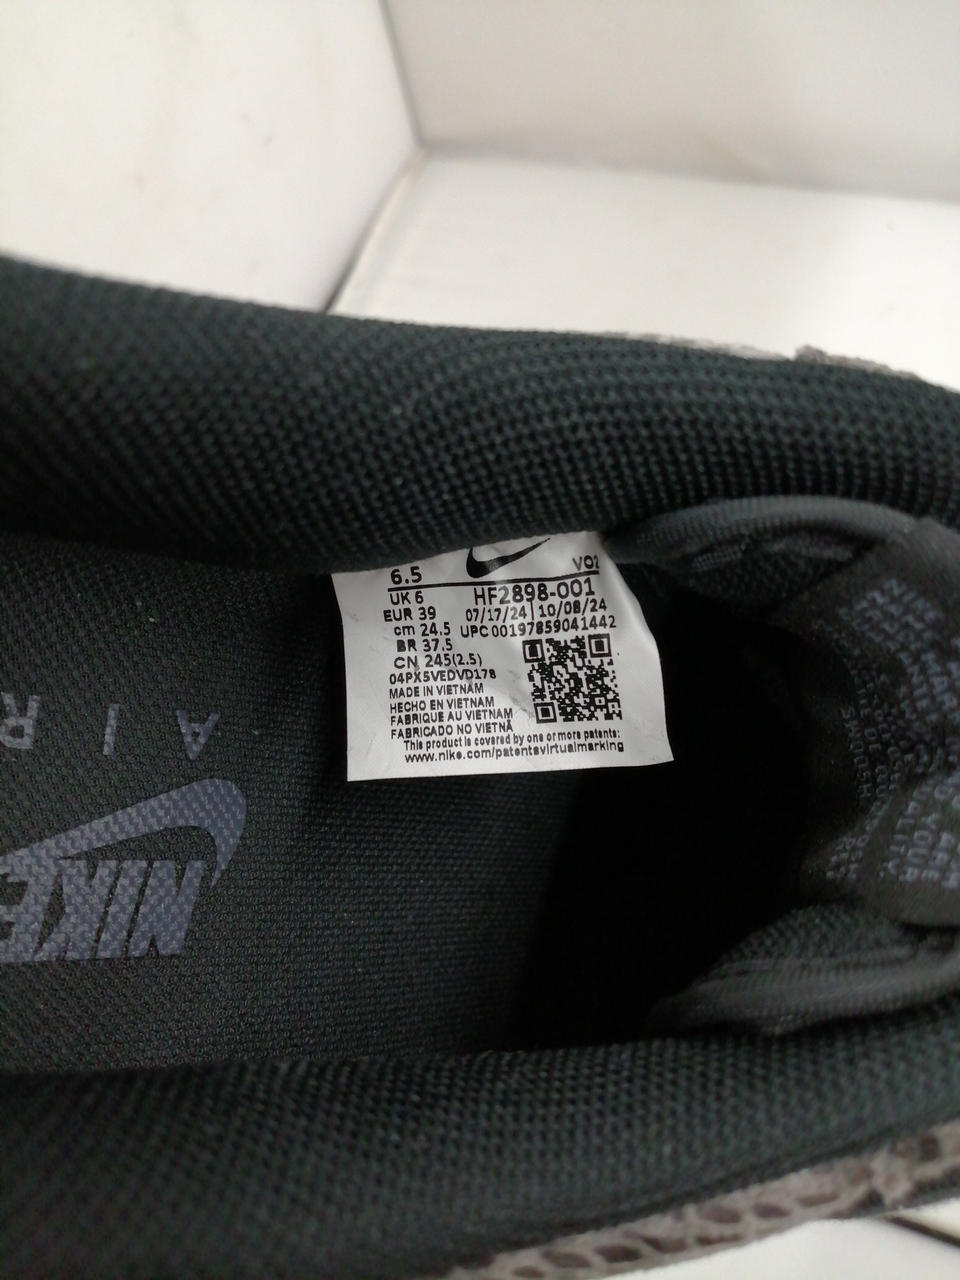 6.5 VO2
UK 6 HF2898-001
EUR 39 07/17/24 10/08/24
cm 24.5 UPC 00197859041442
BR 37.5
CN 245(2.5)
04PX5VEDVD178
MADE IN VIETNAM
HECHO EN VIETNAM
FABRIQUE AU VIETNAM
FABRICADO NO VIETNÃ
This product is covered by one or more patents:
www.nike.com/patentsvirtualmarking
NIKE
AIR